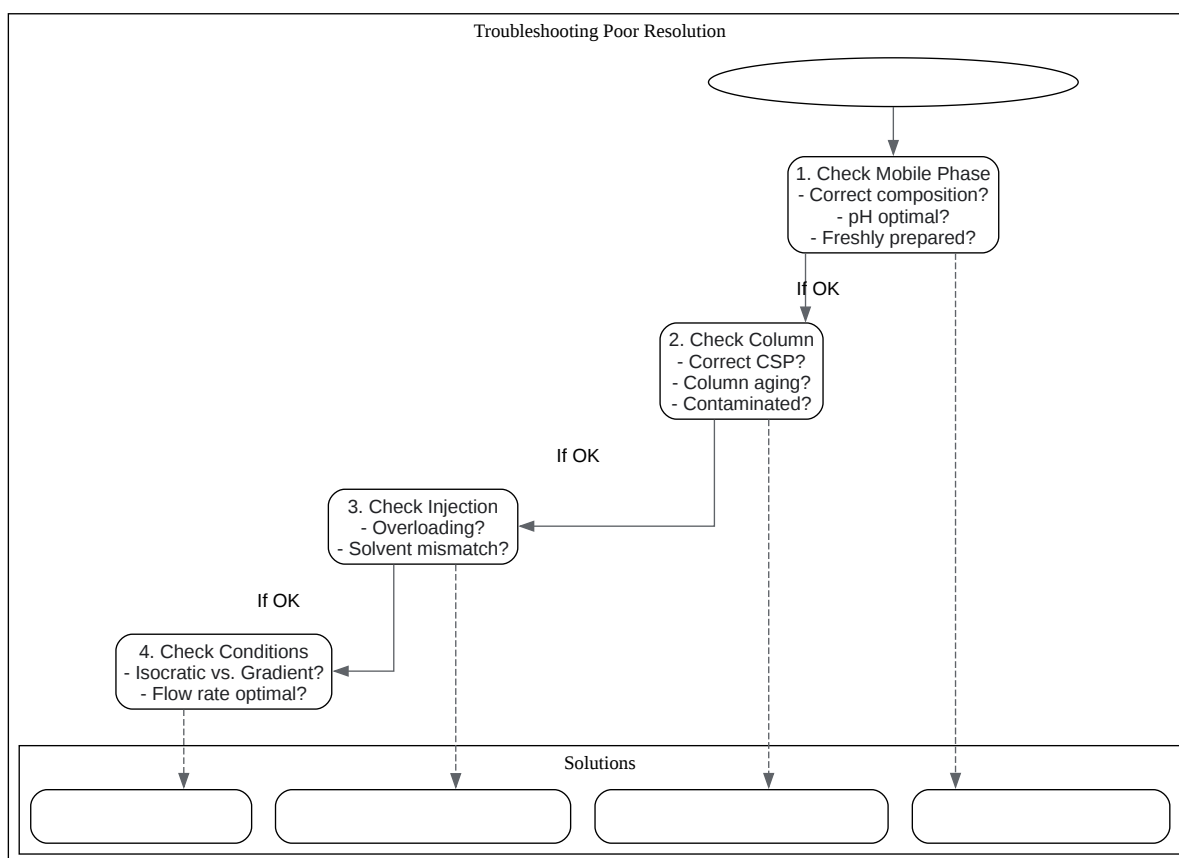 Troubleshooting Poor Resolution
1. Check Mobile Phase
- Correct composition?
- pH optimal?
- Freshly prepared?
If OK
2. Check Column
- Correct CSP?
- Column aging?
- Contaminated?
If OK
3. Check Injection
- Overloading?
- Solvent mismatch?
If OK
4. Check Conditions
- Isocratic vs. Gradient?
- Flow rate optimal?
Solutions